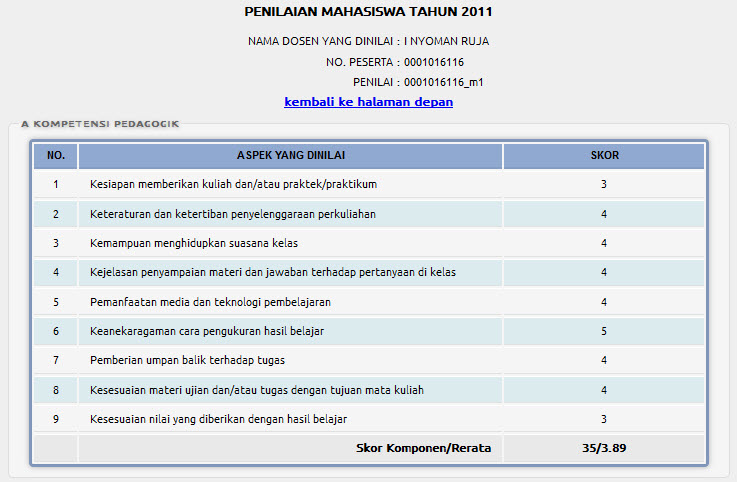 PENILAIAN MAHASISWA TAHUN 2011
NAMA DOSEN YANG DINILAI : I NYOMAN RUJA
NO. PESERTA : 0001016116
PENILAI : 0001016116_m1
kembali ke halaman depan
A KOMPETENSI PEDAGOGIK
NO. ASPEK YANG DINILAI SKOR
1 Kesiapan memberikan kuliah dan/atau praktek/praktikum 3
2 Keteraturan dan ketertiban penyelenggaraan perkuliahan 4
3 Kemampuan menghidupkan suasana kelas 4
4 Kejelasan penyampaian materi dan jawaban terhadap pertanyaan di kelas 4
5 Pemanfaatan media dan teknologi pembelajaran 4
6 Keanekaragaman cara pengukuran hasil belajar 5
7 Pemberian umpan balik terhadap tugas 4
8 Kesesuaian materi ujian dan/atau tugas dengan tujuan mata kuliah 4
9 Kesesuaian nilai yang diberikan dengan hasil belajar 3
Skor Komponen/Rerata 35/3.89